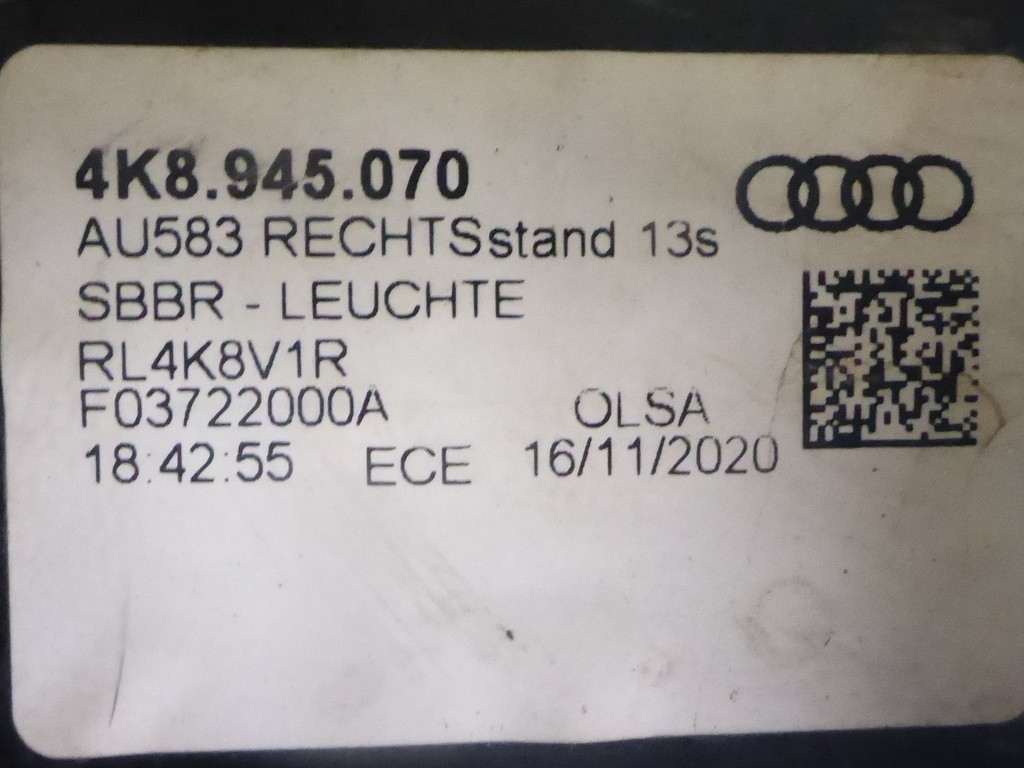 4K8.945.070
AU583 RECHTSstand 13s
SBBR - LEUCHTE
RL4K8V1R
F03722000A OLSA
18:42:55 ECE 16/11/2020